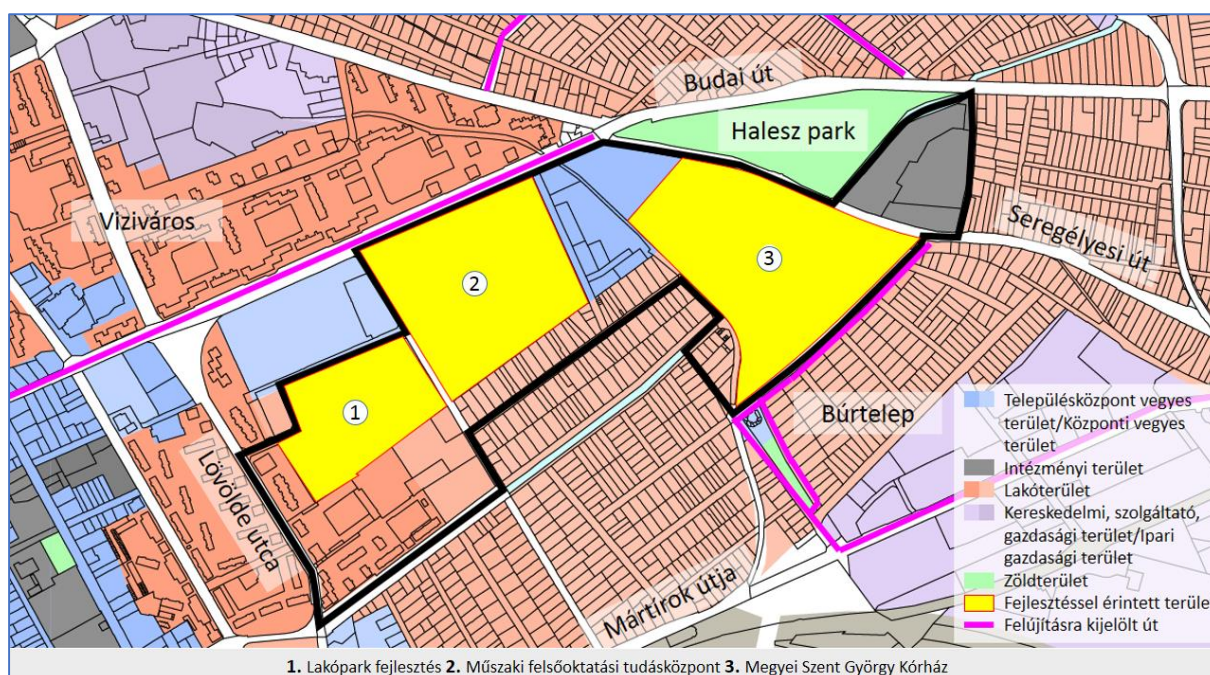 Budai út
Halesz park
Viziváros
Seregélyesi út
2
3
1
Búrtelep
Lövölde utca
Mártírok útja
Településközpont vegyes
terület/Központi vegyes
terület
Intézményi terület
Lakóterület
Kereskedelmi, szolgáltató,
gazdasági terület/Ipari
gazdasági terület
Zöldterület
Fejlesztéssel érintett terüle
Felújításra kijelölt út
1. Lakópark fejlesztés 2. Műszaki felsőoktatási tudásközpont 3. Megyei Szent György Kórház